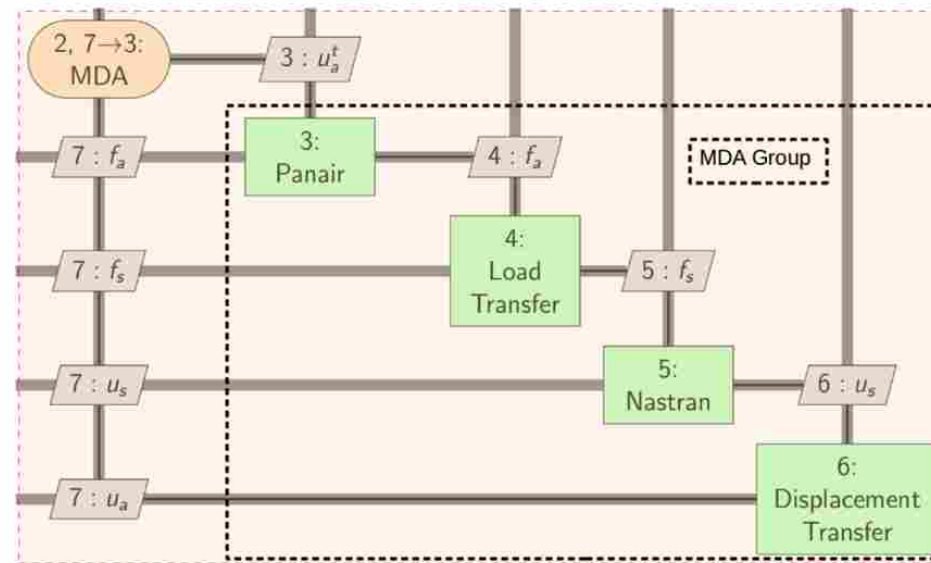 2, 7→3:
MDA
3 : u_a^t
7 : f_a
3:
Panair
4 : f_a
MDA Group
7 : f_s
4:
Load
Transfer
5 : f_s
7 : u_s
5:
Nastran
6 : u_s
7 : u_a
6:
Displacement
Transfer